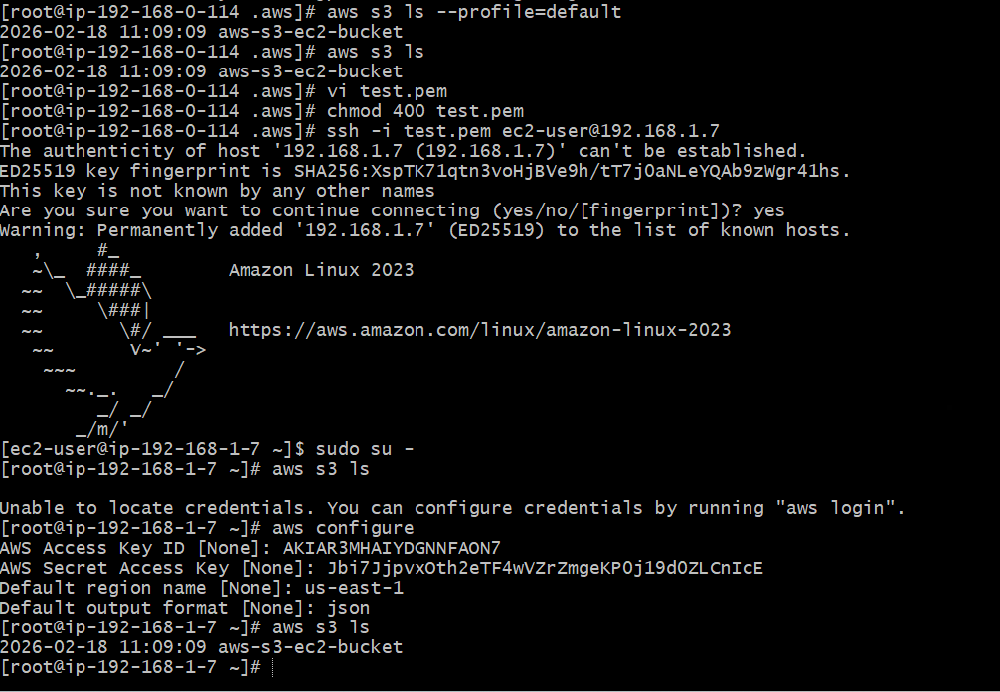 [root@ip-192-168-0-114 .aws]# aws s3 ls --profile=default
2026-02-18 11:09:09 aws-s3-ec2-bucket
[root@ip-192-168-0-114 .aws]# aws s3 ls
2026-02-18 11:09:09 aws-s3-ec2-bucket
[root@ip-192-168-0-114 .aws]# vi test.pem
[root@ip-192-168-0-114 .aws]# chmod 400 test.pem
[root@ip-192-168-0-114 .aws]# ssh -i test.pem ec2-user@192.168.1.7
The authenticity of host '192.168.1.7 (192.168.1.7)' can't be established.
ED25519 key fingerprint is SHA256:XspTK71qtn3voHjBVe9h/tT7j0aNLeYQAb9zWgr41hs.
This key is not known by any other names
Are you sure you want to continue connecting (yes/no/[fingerprint])? yes
Warning: Permanently added '192.168.1.7' (ED25519) to the list of known hosts.
   ,     #_
   ~\_  ####_        Amazon Linux 2023
  ~~  \_#####\
  ~~     \###|
  ~~       \#/ ___   https://aws.amazon.com/linux/amazon-linux-2023
   ~~       V~' '->
    ~~~         /
      ~~._.   _/
         _/ _/
       _/m/'
[ec2-user@ip-192-168-1-7 ~]$ sudo su -
[root@ip-192-168-1-7 ~]# aws s3 ls
Unable to locate credentials. You can configure credentials by running "aws login".
[root@ip-192-168-1-7 ~]# aws configure
AWS Access Key ID [None]: AKIAR3MHAIYDGNNFAON7
AWS Secret Access Key [None]: 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
Default region name [None]: us-east-1
Default output format [None]: json
[root@ip-192-168-1-7 ~]# aws s3 ls
2026-02-18 11:09:09 aws-s3-ec2-bucket
[root@ip-192-168-1-7 ~]#